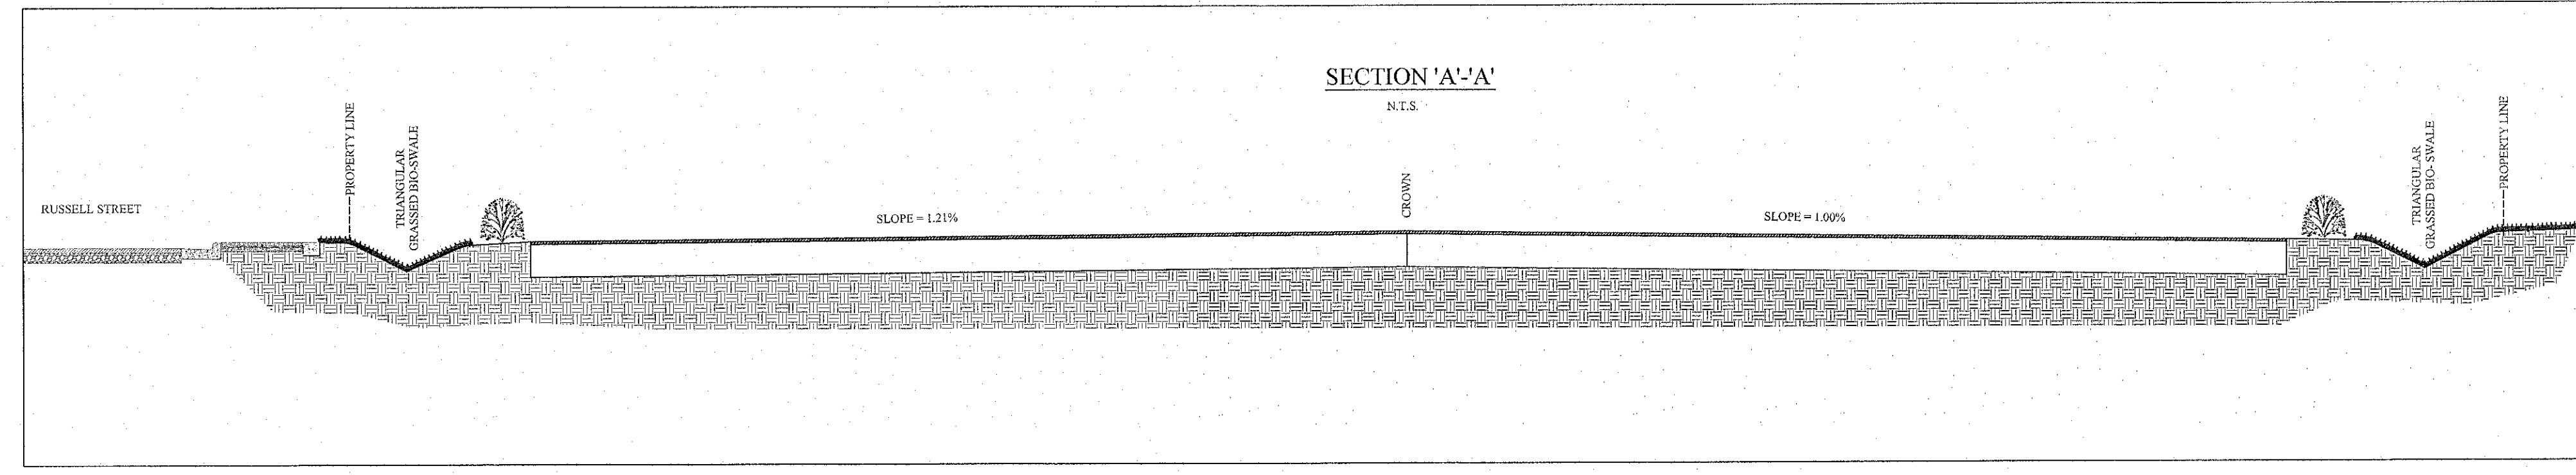 SECTION 'A'-'A'
N.T.S.
RUSSELL STREET
PROPERTY LINE
TRIANGULAR
GRASSED BIO-SWALE
SLOPE = 1.21%
CROWN
SLOPE = 1.00%
TRIANGULAR
GRASSED BIO- SWALE
PROPERTY LINE